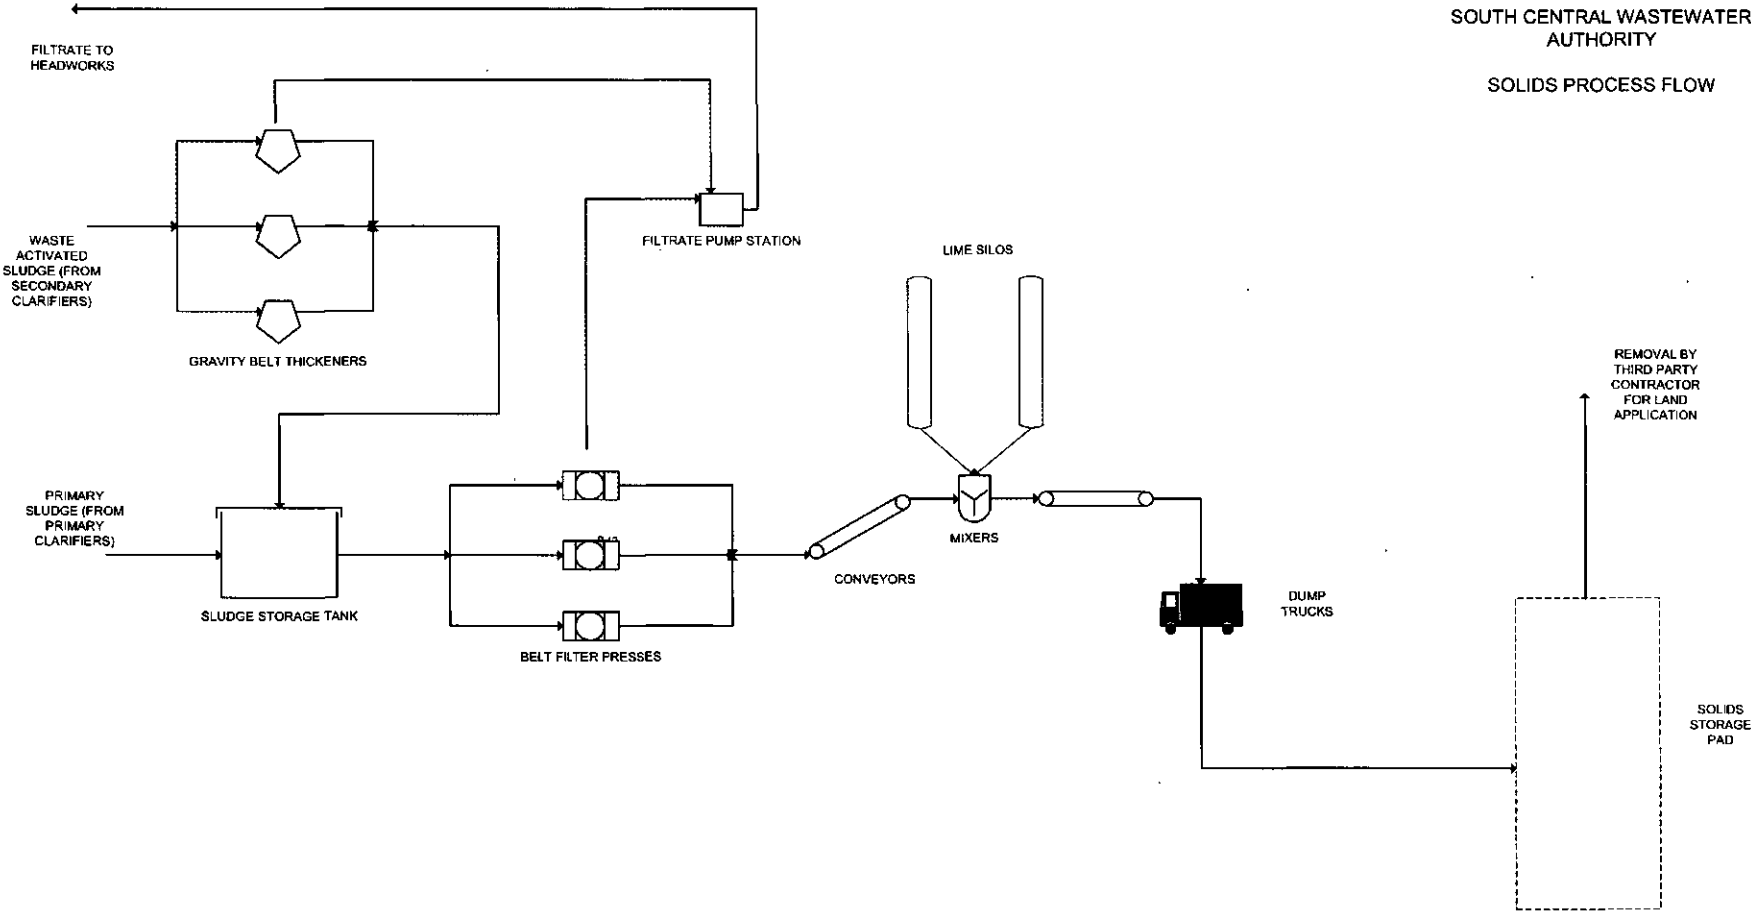 SOUTH CENTRAL WASTEWATER
AUTHORITY
SOLIDS PROCESS FLOW
FILTRATE TO
HEADWORKS
WASTE
ACTIVATED
SLUDGE (FROM
SECONDARY
CLARIFIERS)
GRAVITY BELT THICKENERS
FILTRATE PUMP STATION
LIME SILOS
REMOVAL BY
THIRD PARTY
CONTRACTOR
FOR LAND
APPLICATION
PRIMARY
SLUDGE (FROM
PRIMARY
CLARIFIERS)
SLUDGE STORAGE TANK
BELT FILTER PRESSES
CONVEYORS
MIXERS
DUMP
TRUCKS
SOLIDS
STORAGE
PAD